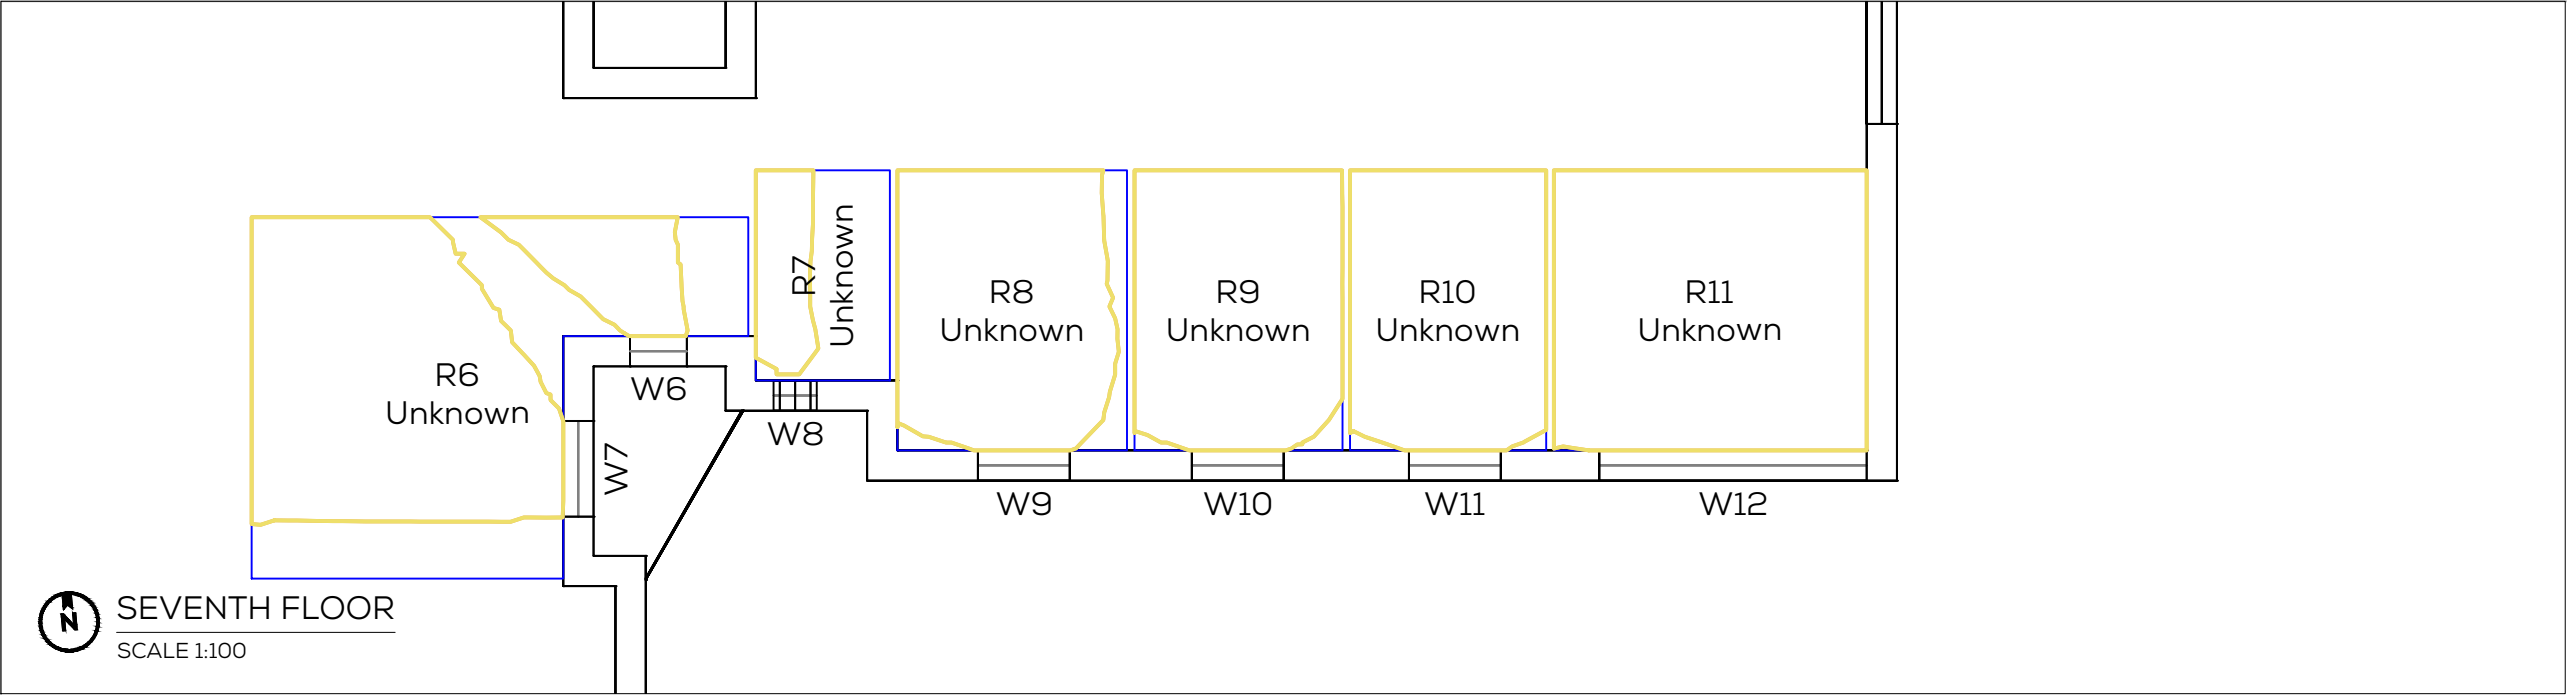 R7
Unknown
R8
Unknown
R9
Unknown
R10
Unknown
R11
Unknown
R6
Unknown
W6
W7
W8
W9
W10
W11
W12
N
SEVENTH FLOOR
SCALE 1:100